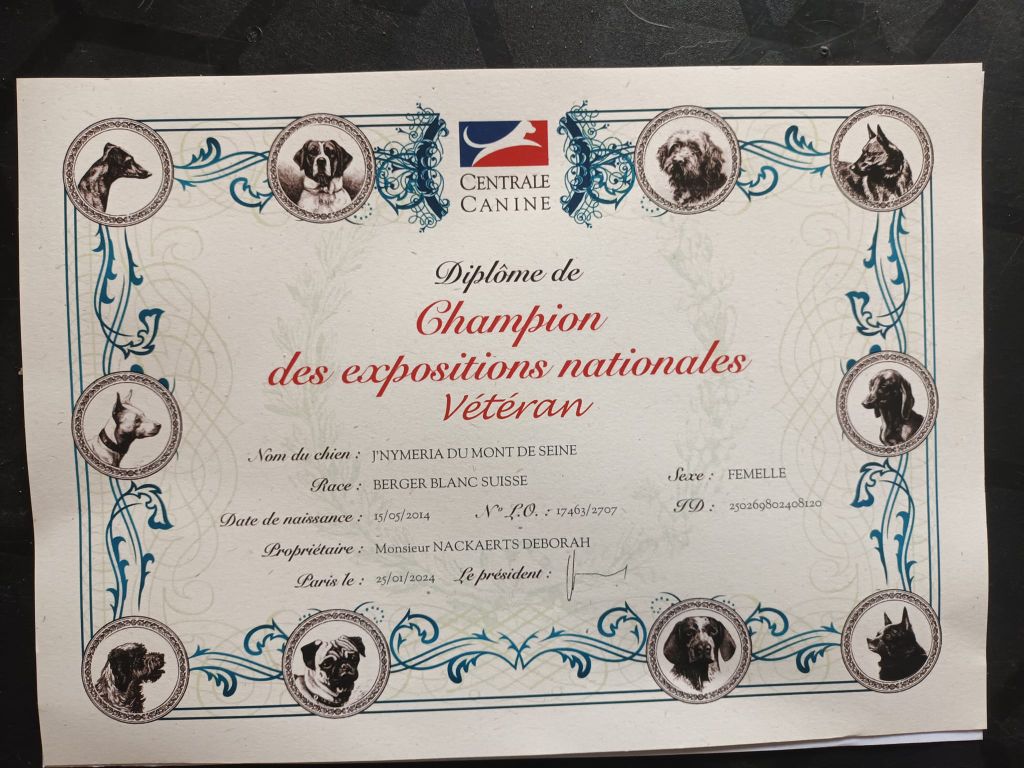 CENTRALE
CANINE
Diplôme de
Champion
des expositions nationales
Vétéran
Nom du chien : J'NYMERIA DU MONT DE SEINE
Race : BERGER BLANC SUISSE Sexe : FEMELLE
Date de naissance : 15/05/2014 N° L.O. : 17463/2707 ID : 250269802408120
Propriétaire : Monsieur NACKAERTS DEBORAH
Paris le : 25/01/2024 Le président :